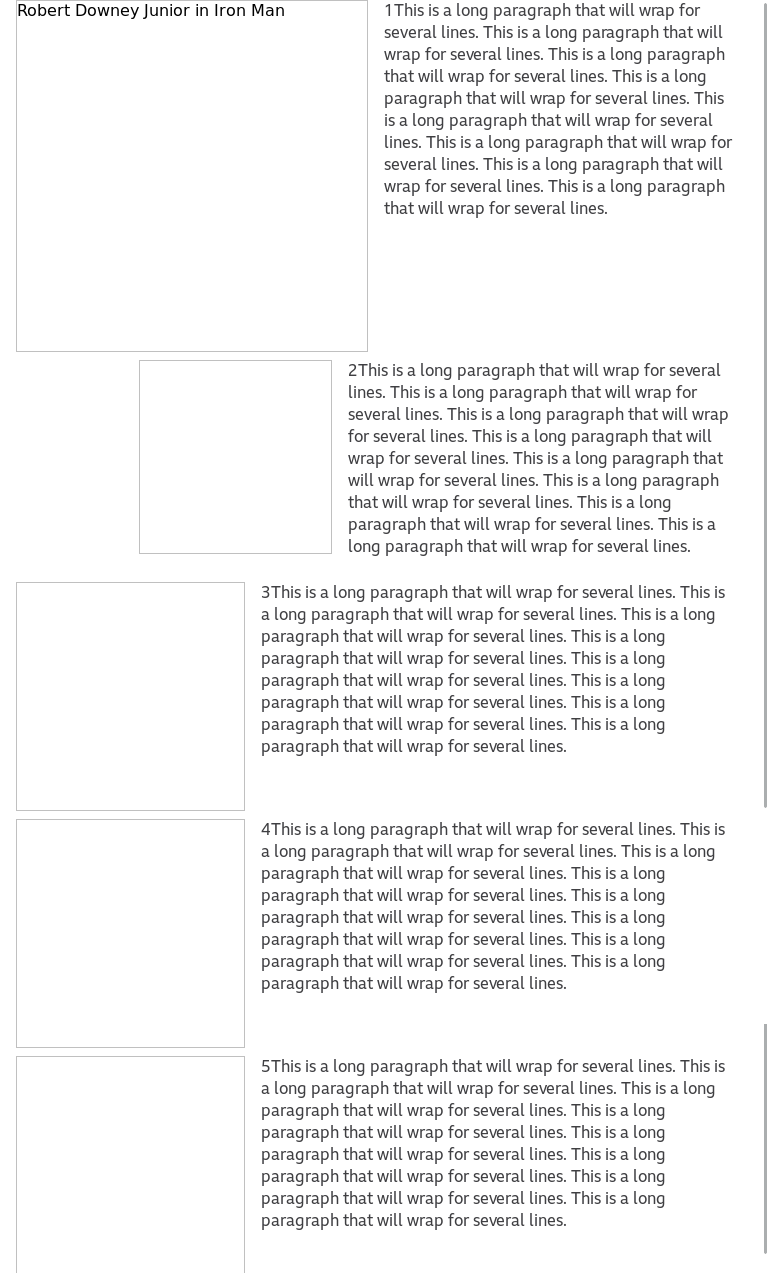 Robert Downey Junior in Iron Man
1This is a long paragraph that will wrap for
several lines. This is a long paragraph that will
wrap for several lines. This is a long paragraph
that will wrap for several lines. This is a long
paragraph that will wrap for several lines. This
is a long paragraph that will wrap for several
lines. This is a long paragraph that will wrap for
several lines. This is a long paragraph that will
wrap for several lines. This is a long paragraph
that will wrap for several lines.
2This is a long paragraph that will wrap for several
lines. This is a long paragraph that will wrap for
several lines. This is a long paragraph that will wrap
for several lines. This is a long paragraph that will
wrap for several lines. This is a long paragraph that
will wrap for several lines. This is a long paragraph
that will wrap for several lines. This is a long
paragraph that will wrap for several lines. This is a
long paragraph that will wrap for several lines.
3This is a long paragraph that will wrap for several lines. This is
a long paragraph that will wrap for several lines. This is a long
paragraph that will wrap for several lines. This is a long
paragraph that will wrap for several lines. This is a long
paragraph that will wrap for several lines. This is a long
paragraph that will wrap for several lines. This is a long
paragraph that will wrap for several lines. This is a long
paragraph that will wrap for several lines.
4This is a long paragraph that will wrap for several lines. This is
a long paragraph that will wrap for several lines. This is a long
paragraph that will wrap for several lines. This is a long
paragraph that will wrap for several lines. This is a long
paragraph that will wrap for several lines. This is a long
paragraph that will wrap for several lines. This is a long
paragraph that will wrap for several lines. This is a long
paragraph that will wrap for several lines.
5This is a long paragraph that will wrap for several lines. This is
a long paragraph that will wrap for several lines. This is a long
paragraph that will wrap for several lines. This is a long
paragraph that will wrap for several lines. This is a long
paragraph that will wrap for several lines. This is a long
paragraph that will wrap for several lines. This is a long
paragraph that will wrap for several lines. This is a long
paragraph that will wrap for several lines.